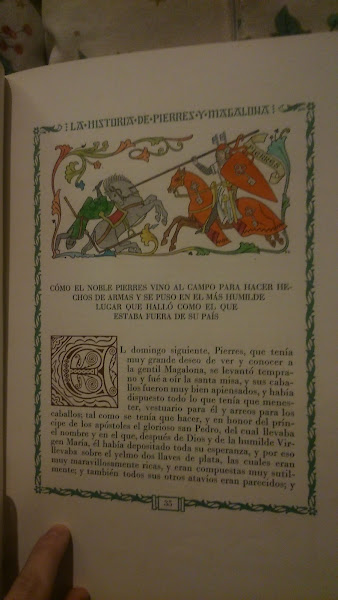 ¡LA HISTORIA DE PIERRES Y MAGALONA!
CÓMO EL NOBLE PIERRES VINO AL CAMPO PARA HACER HE-
CHOS DE ARMAS Y SE PUSO EN EL MÁS HUMILDE
LUGAR QUE HALLÓ COMO EL QUE
ESTABA FUERA DE SU PAÍS
EL domingo siguiente, Pierres, que tenía
muy grande deseo de ver y conocer a
la gentil Magalona, se levantó tempra-
no y fué a oír la santa misa, y sus caba-
llos fueron muy bien apiensados, y había
dispuesto todo lo que tenía que menes-
ter, vestuario para él y arreos para los
caballos; tal como se tenía que hacer, y en honor del prín-
cipe de los apóstoles el glorioso san Pedro, del cual llevaba
el nombre y en el que, después de Dios y de la humilde Vir-
gen María, él había depositado toda su esperanza, y por eso
llevaba sobre el yelmo dos llaves de plata, las cuales eran
muy maravillosamente ricas, y eran compuestas muy sutil-
mente; y también todos sus otros atavíos eran parecidos; y